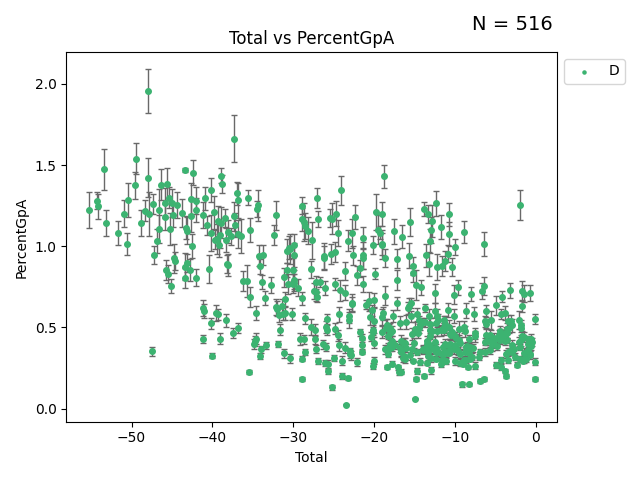 N = 516
Total vs PercentGpA
D
PercentGpA
2.0
1.5
1.0
0.5
0.0
−50 −40 −30 −20 −10 0
Total